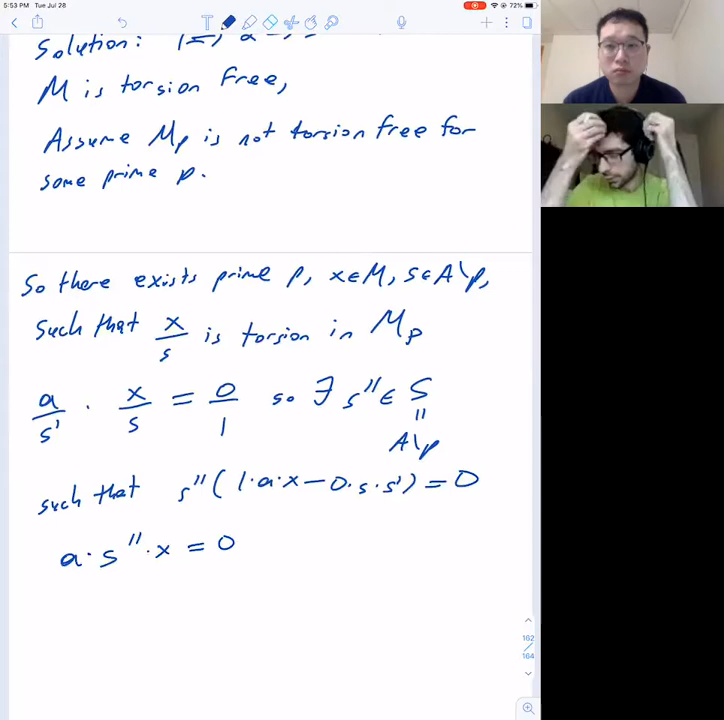 5:53 PM Tue Jul 28
72%
Solution:
M is torsion free,
Assume Mp is not torsion free for
some prime p.
So there exists prime p, x∈M, s∈A\p,
such that x/s is torsion in Mp
a/s' · x/s = 0/1 so ∃ s''∈ S
"
A\p
such that s''(1·a·x−0·s·s')=0
a·s''·x = 0
162
164